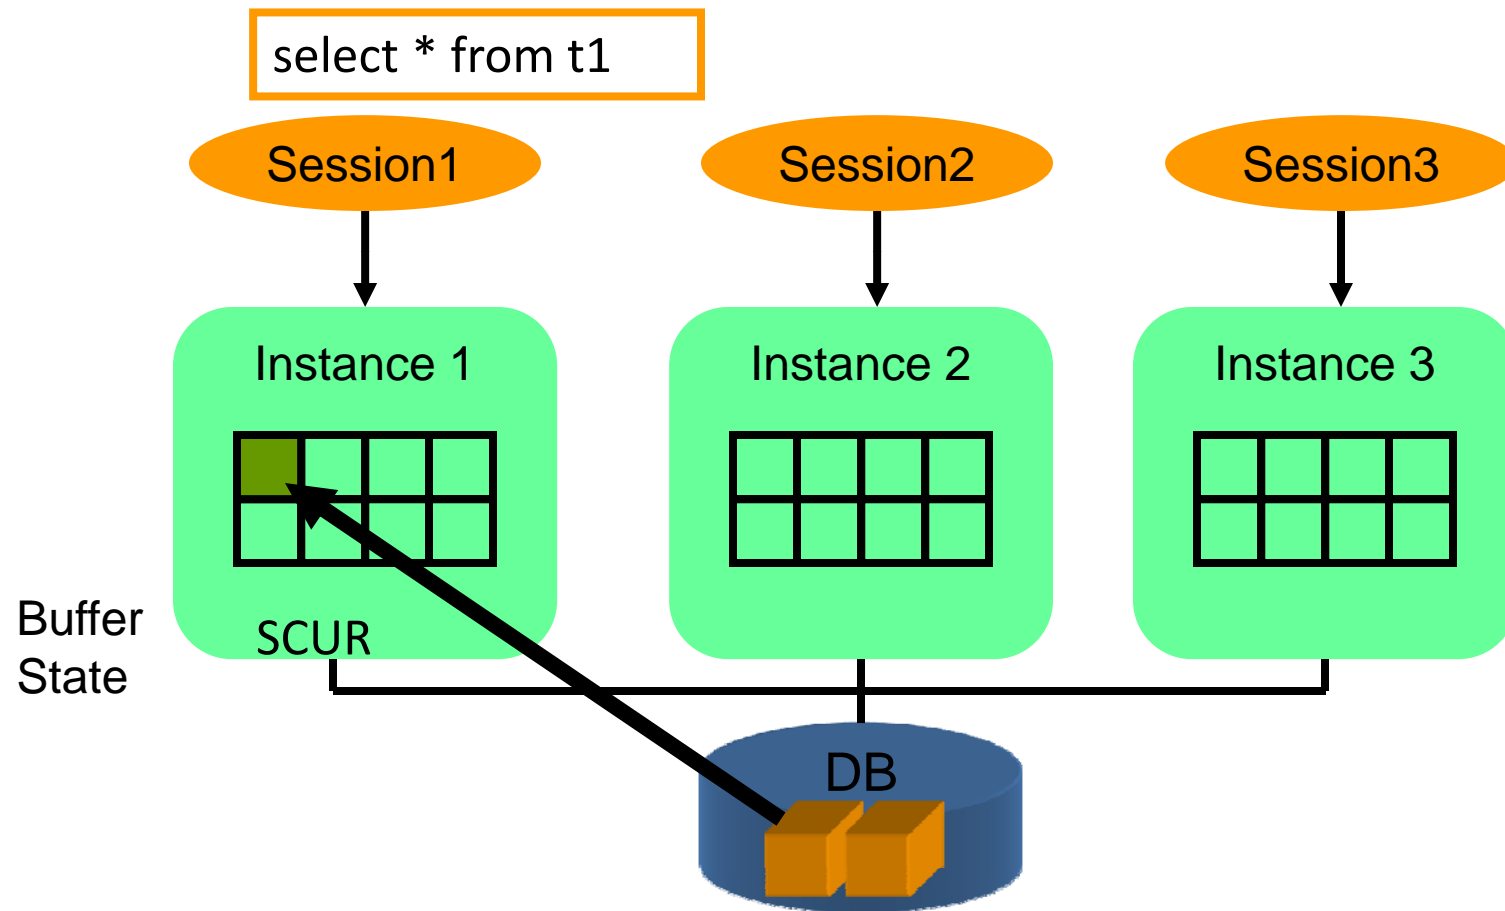 select * from t1
Session1
Session2
Session3
Instance 1
Instance 2
Instance 3
Buffer
State
SCUR
DB